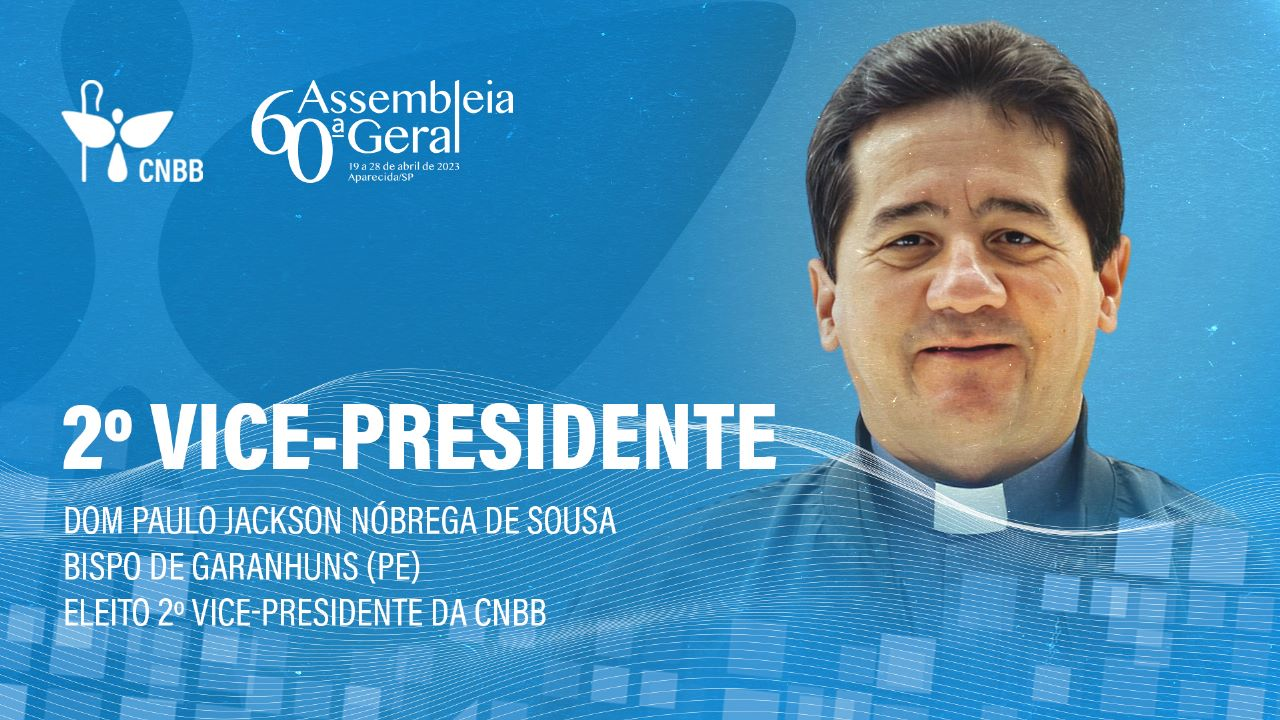 CNBB
60ª Assembleia
Geral
19 a 28 de abril de 2023
Aparecida/SP
2º VICE-PRESIDENTE
DOM PAULO JACKSON NÓBREGA DE SOUSA
BISPO DE GARANHUNS (PE)
ELEITO 2º VICE-PRESIDENTE DA CNBB